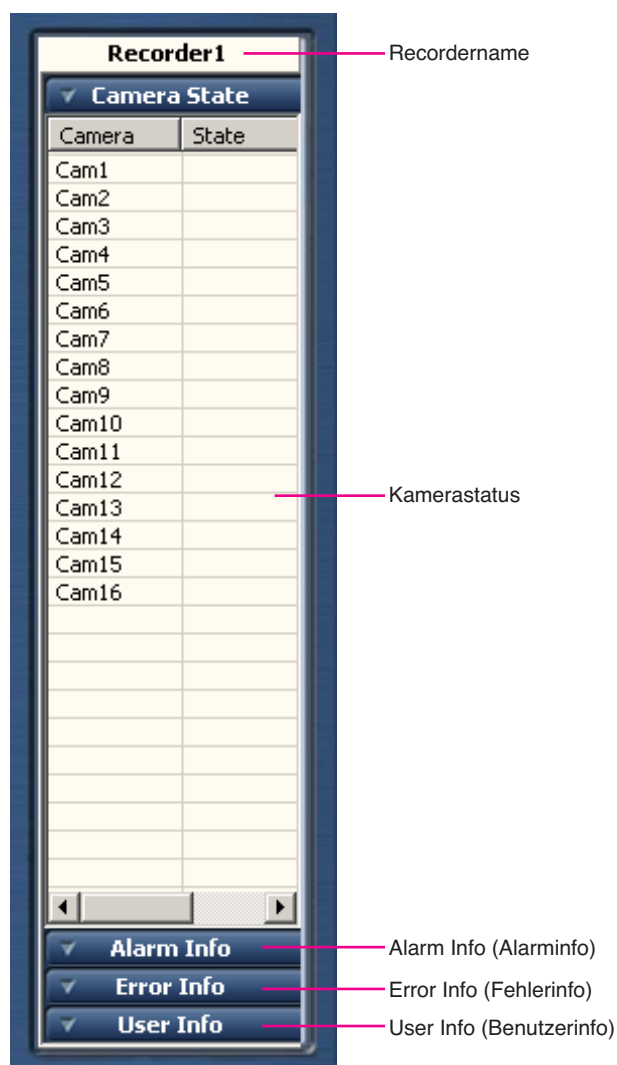 Recorder1
Recordername
Camera State
Camera State
Cam1
Cam2
Cam3
Cam4
Cam5
Cam6
Cam7
Cam8
Cam9
Cam10
Cam11
Cam12
Kamerastatus
Cam13
Cam14
Cam15
Cam16
Alarm Info
Alarm Info (Alarminfo)
Error Info
Error Info (Fehlerinfo)
User Info
User Info (Benutzerinfo)